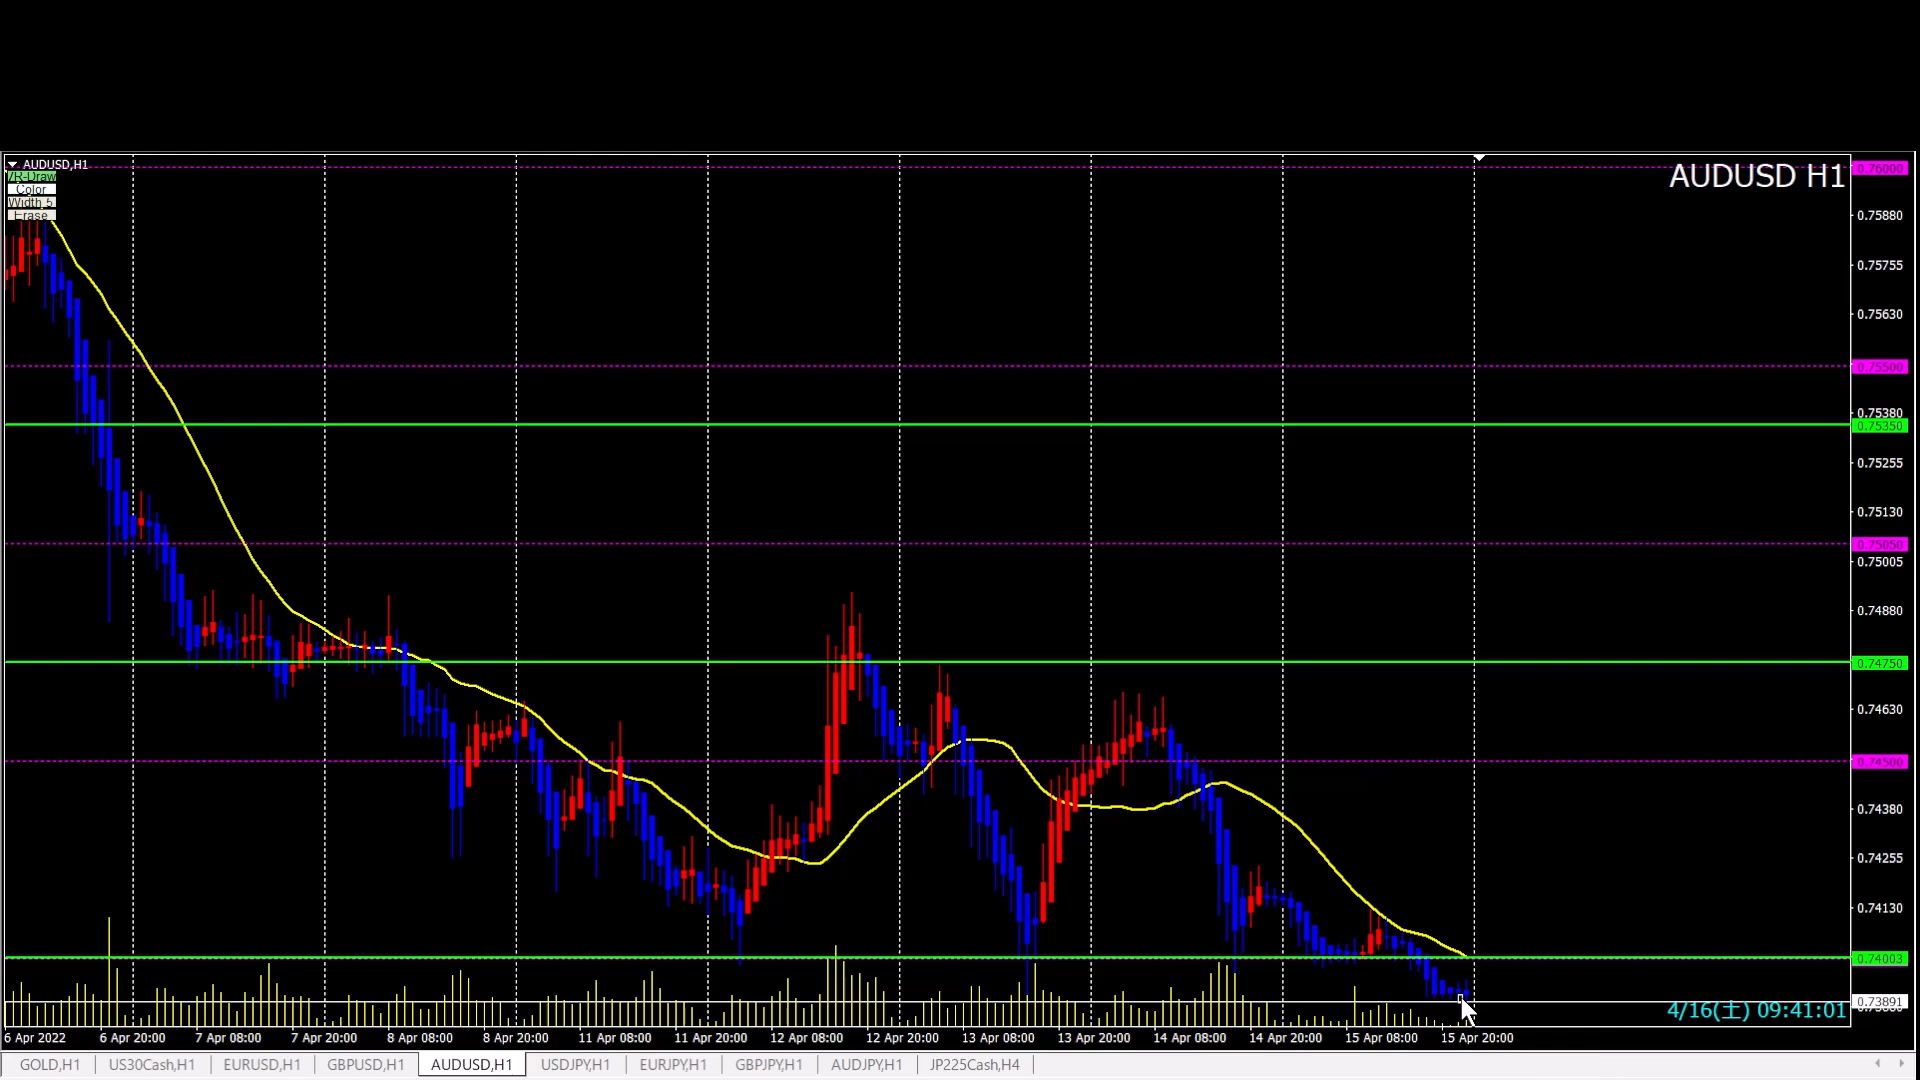 AUDUSD,H1
/R-Draw
Color
Width 5
Erase
AUDUSD H1
0.76000
0.75880
0.75755
0.75630
0.75500
0.75380
0.75350
0.75255
0.75130
0.75050
0.75005
0.74880
0.74750
0.74630
0.74500
0.74380
0.74255
0.74130
0.74003
0.73891
4/16(土) 09:41:01
6 Apr 2022 6 Apr 20:00 7 Apr 08:00 7 Apr 20:00 8 Apr 08:00 8 Apr 20:00 11 Apr 08:00 11 Apr 20:00 12 Apr 08:00 12 Apr 20:00 13 Apr 08:00 13 Apr 20:00 14 Apr 08:00 14 Apr 20:00 15 Apr 08:00 15 Apr 20:00
GOLD,H1 US30Cash,H1 EURUSD,H1 GBPUSD,H1 AUDUSD,H1 USDJPY,H1 EURJPY,H1 GBPJPY,H1 AUDJPY,H1 JP225Cash,H4